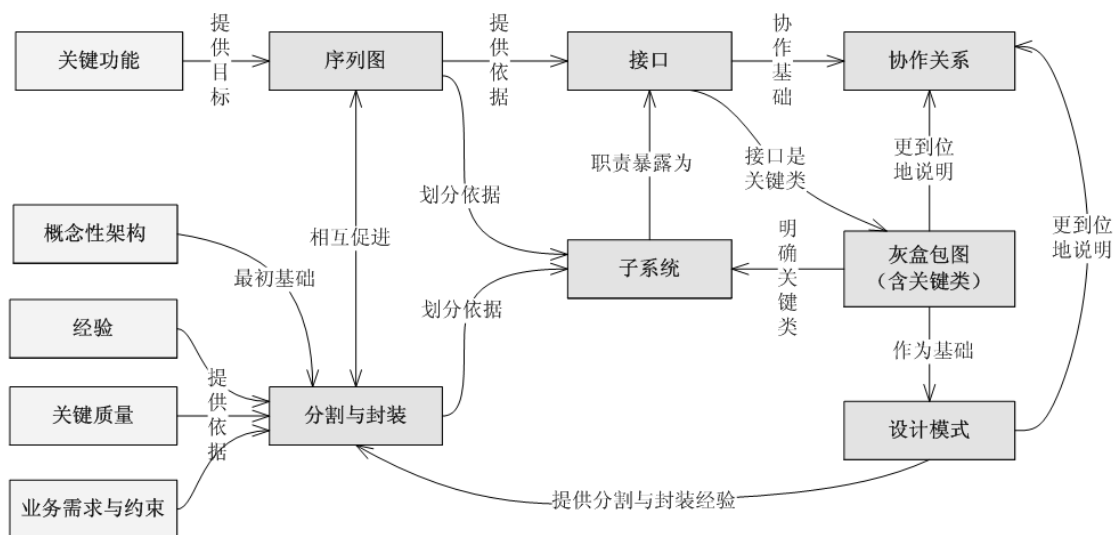 关键功能
提
供
目
标
序列图
提
供
依
据
接口
协
作
基
础
协作关系
职责暴露为
接口是
关键类
更到位
地说明
划分依据
概念性架构
相互促进
子系统
明
确
关
键
类
灰盒包图
(含关键类)
更到位
地说明
最初基础
划分依据
经验
作为基础
提
供
依
据
关键质量
分割与封装
设计模式
业务需求与约束
提供分割与封装经验